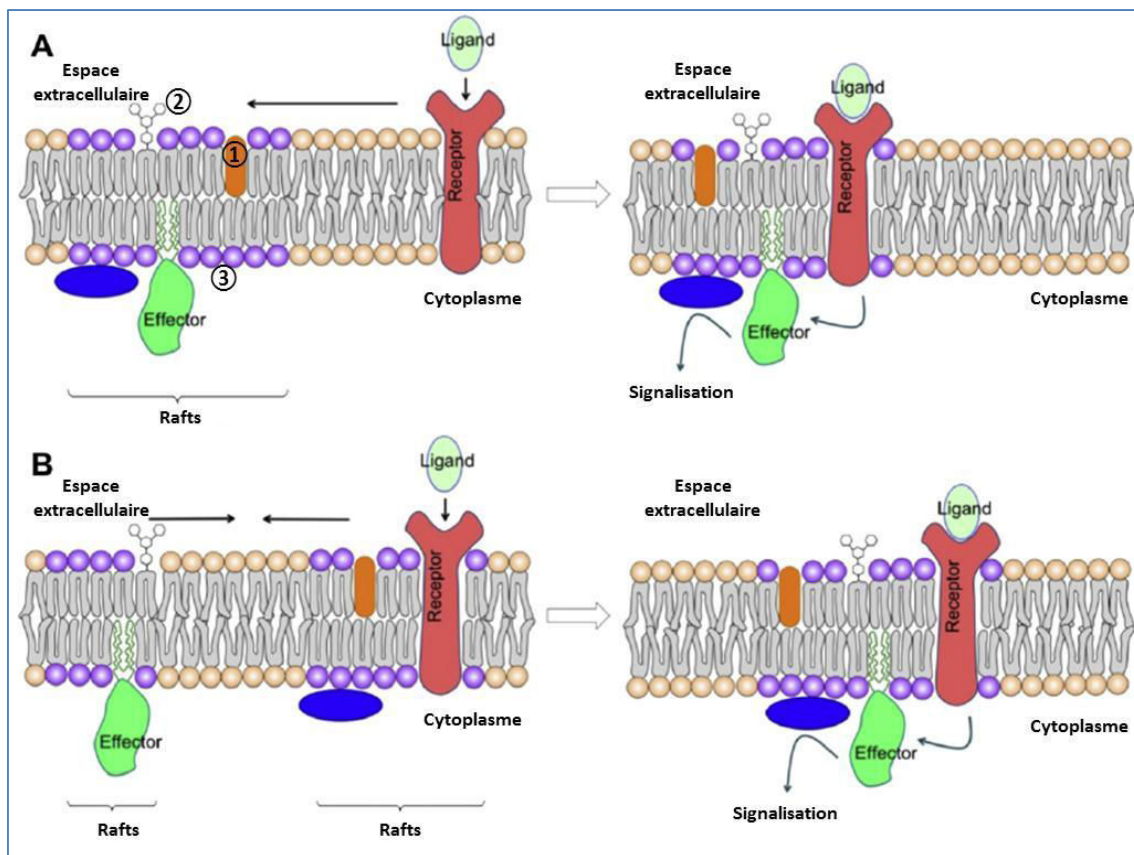 A
Espace
extracellulaire
②
①
③
Ligand
Receptor
Cytoplasme
Effector
Rafts
Espace
extracellulaire
Ligand
Receptor
Cytoplasme
Effector
Signalisation
B
Espace
extracellulaire
Ligand
Receptor
Cytoplasme
Effector
Rafts
Rafts
Espace
extracellulaire
Ligand
Receptor
Cytoplasme
Effector
Signalisation